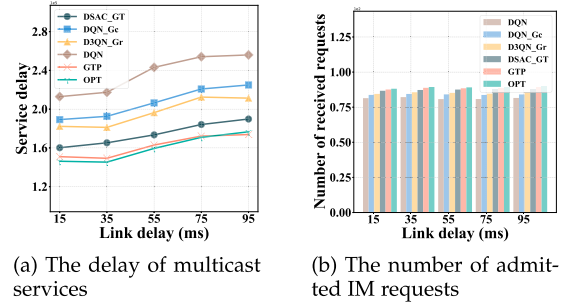 DSAC_GT
DQN_Gc
D3QN_Gr
DQN
GTP
OPT
Service delay
2.8
2.4
2.0
1.6
1.2
15 35 55 75 95
Link delay (ms)
(a) The delay of multicast
services
DQN
DQN_Gc
D3QN_Gr
DSAC_GT
GTP
OPT
Number of received requests
1.25
1.00
0.75
0.50
0.25
0.00
15 35 55 75 95
Link delay (ms)
(b) The number of admit-
ted IM requests